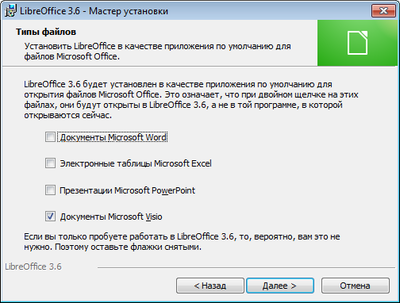 LibreOffice 3.6 - Мастер установки
Типы файлов
Установить LibreOffice в качестве приложения по умолчанию для
файлов Microsoft Office.
LibreOffice 3.6 будет установлен в качестве приложения по умолчанию для
открытия файлов Microsoft Office. Это означает, что при двойном щелчке на этих
файлах, они будут открыты в LibreOffice 3.6, а не в той программе, в которой
открываются сейчас.
Документы Microsoft Word
Электронные таблицы Microsoft Excel
Презентации Microsoft PowerPoint
Документы Microsoft Visio
Если вы только пробуете работать в LibreOffice 3.6, то, вероятно, вам это не
нужно. Поэтому оставьте флажки снятыми.
LibreOffice 3.6
< Назад Далее > Отмена